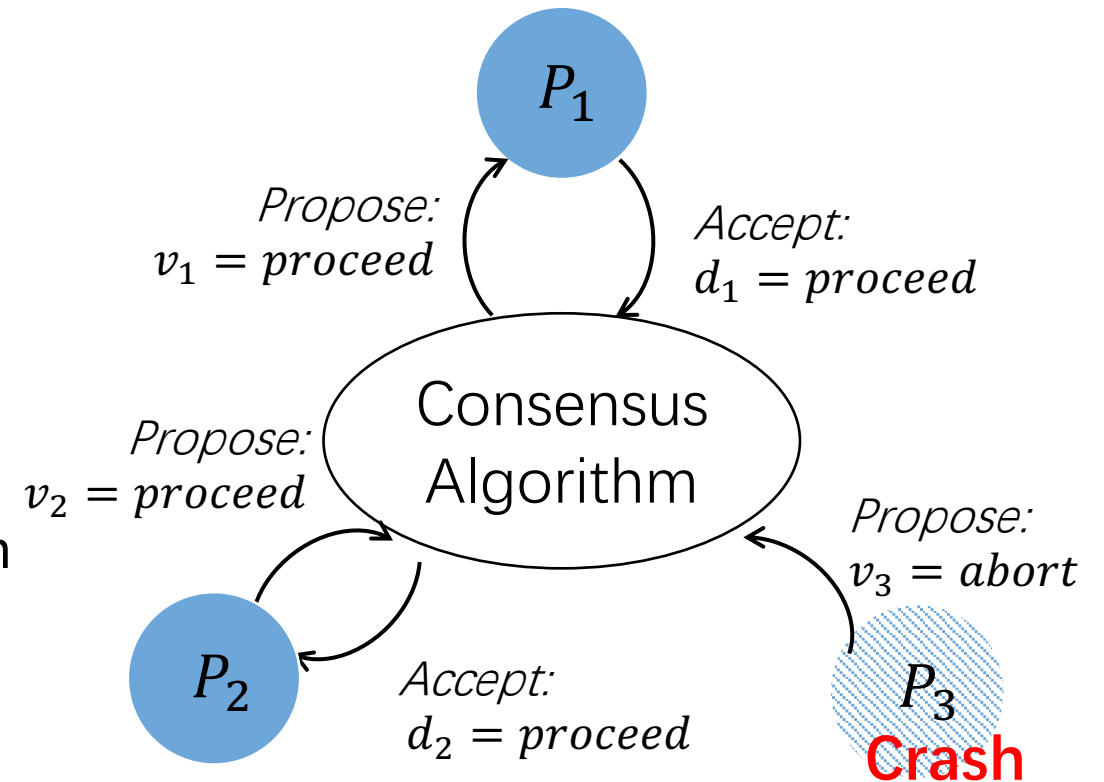 P₁
Propose:
v₁ = proceed
Accept:
d₁ = proceed
Consensus
Algorithm
Propose:
v₂ = proceed
n
Propose:
v₃ = abort
P₂
Accept:
d₂ = proceed
P₃
Crash